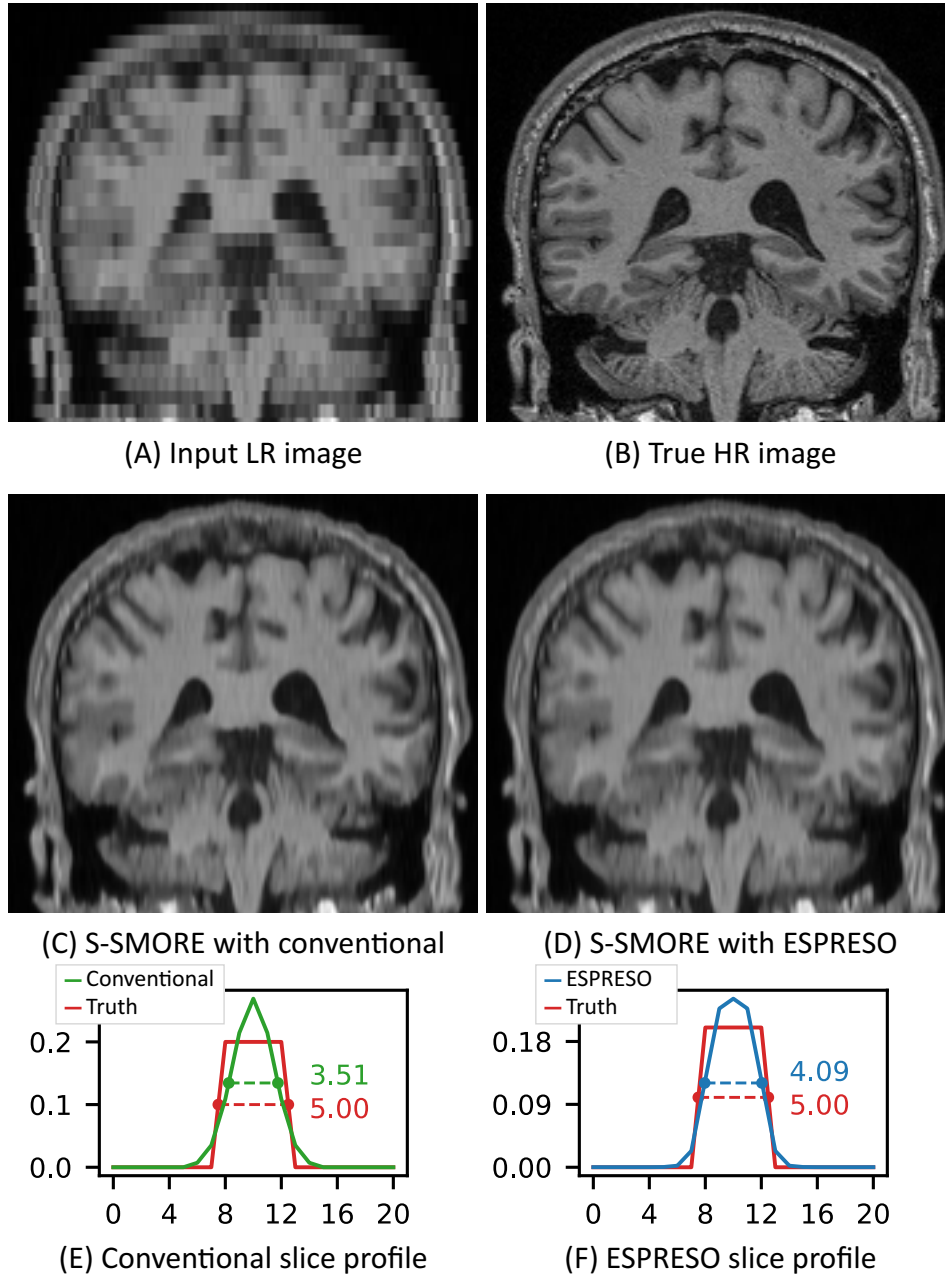 (A) Input LR image
(B) True HR image
(C) S-SMORE with conventional
(D) S-SMORE with ESPRESO
Conventional
Truth
0.2
0.1
0.0
3.51
5.00
0 4 8 12 16 20
(E) Conventional slice profile
ESPRESO
Truth
0.18
0.09
0.00
4.09
5.00
0 4 8 12 16 20
(F) ESPRESO slice profile